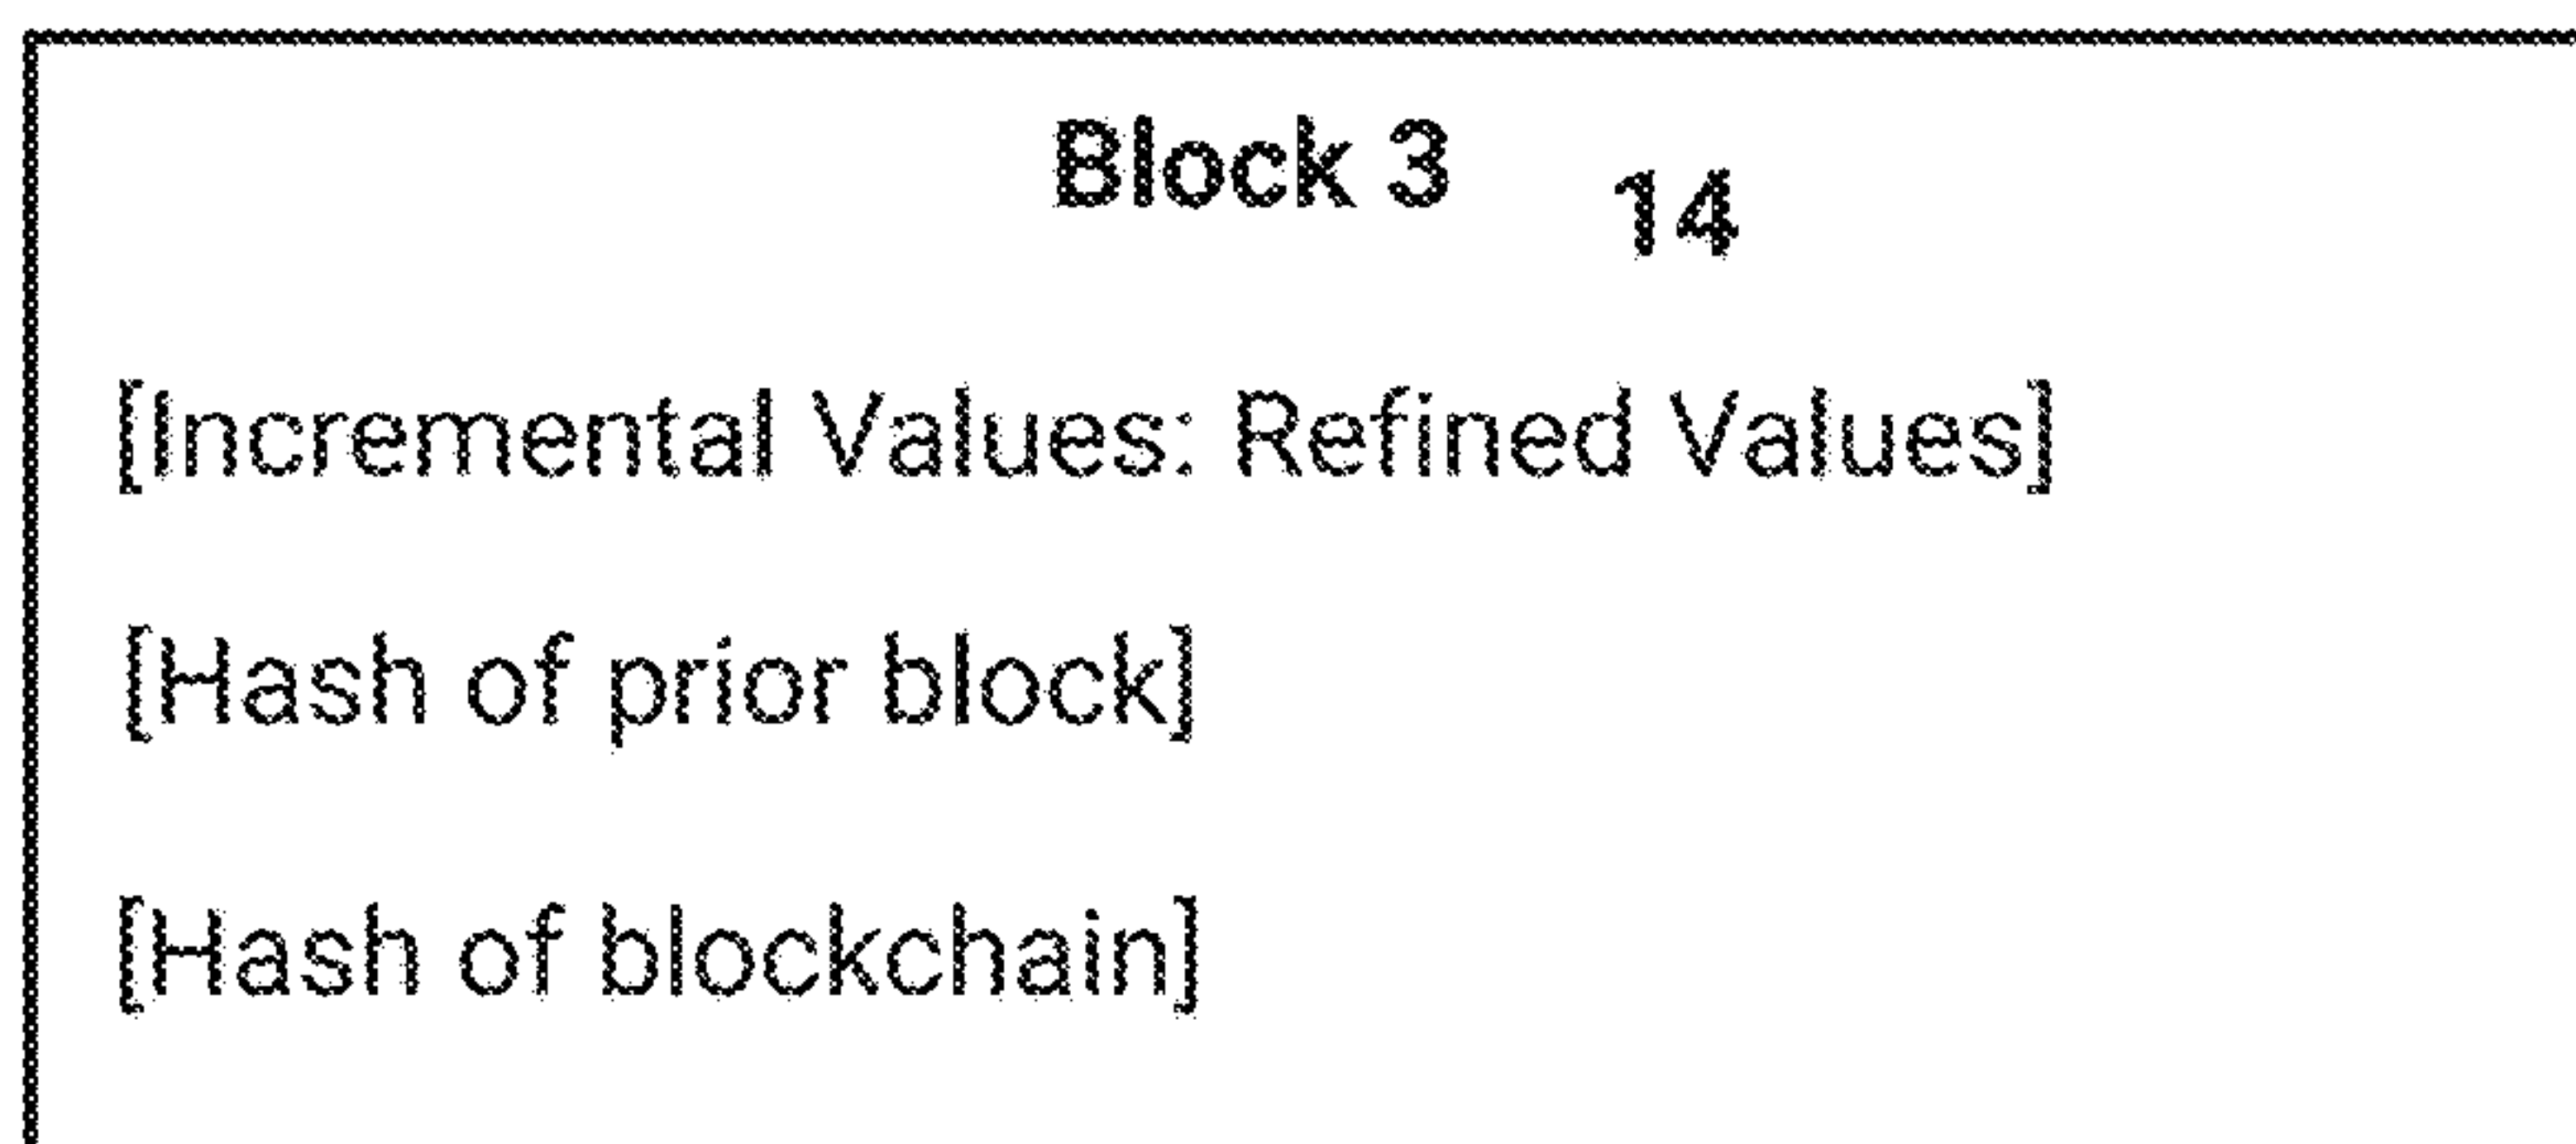 Block 3
14
[Incremental Values: Refined Values]
[Hash of prior block]
[Hash of blockchain]